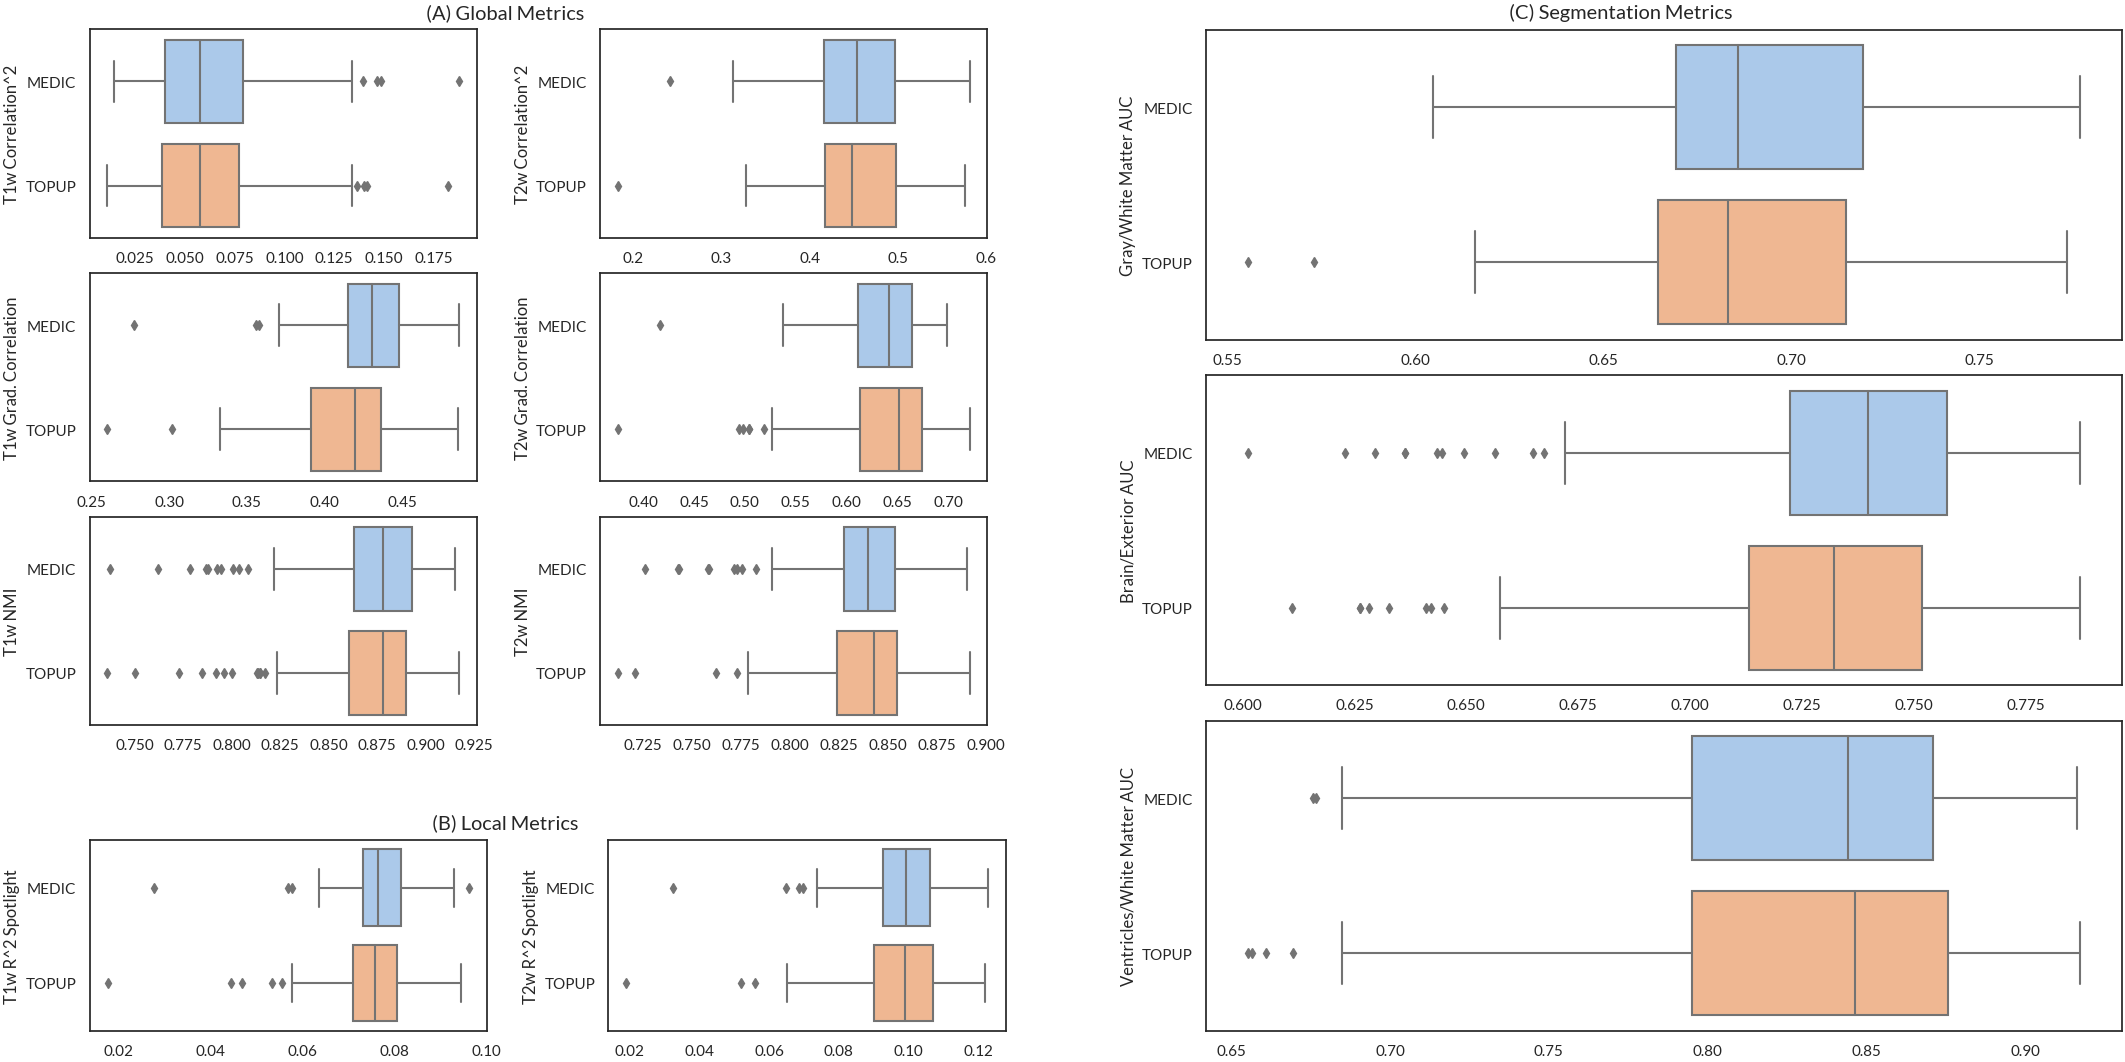 (A) Global Metrics
T1w Correlation^2
MEDIC
TOPUP
0.025 0.050 0.075 0.100 0.125 0.150 0.175
T2w Correlation^2
MEDIC
TOPUP
0.2 0.3 0.4 0.5 0.6
T1w Grad. Correlation
MEDIC
TOPUP
0.25 0.30 0.35 0.40 0.45
T2w Grad. Correlation
MEDIC
TOPUP
0.40 0.45 0.50 0.55 0.60 0.65 0.70
T1w NMI
MEDIC
TOPUP
0.750 0.775 0.800 0.825 0.850 0.875 0.900 0.925
T2w NMI
MEDIC
TOPUP
0.725 0.750 0.775 0.800 0.825 0.850 0.875 0.900
(B) Local Metrics
T1w R^2 Spotlight
MEDIC
TOPUP
0.02 0.04 0.06 0.08 0.10
T2w R^2 Spotlight
MEDIC
TOPUP
0.02 0.04 0.06 0.08 0.10 0.12
(C) Segmentation Metrics
Gray/White Matter AUC
MEDIC
TOPUP
0.55 0.60 0.65 0.70 0.75
Brain/Exterior AUC
MEDIC
TOPUP
0.600 0.625 0.650 0.675 0.700 0.725 0.750 0.775
Ventricles/White Matter AUC
MEDIC
TOPUP
0.65 0.70 0.75 0.80 0.85 0.90